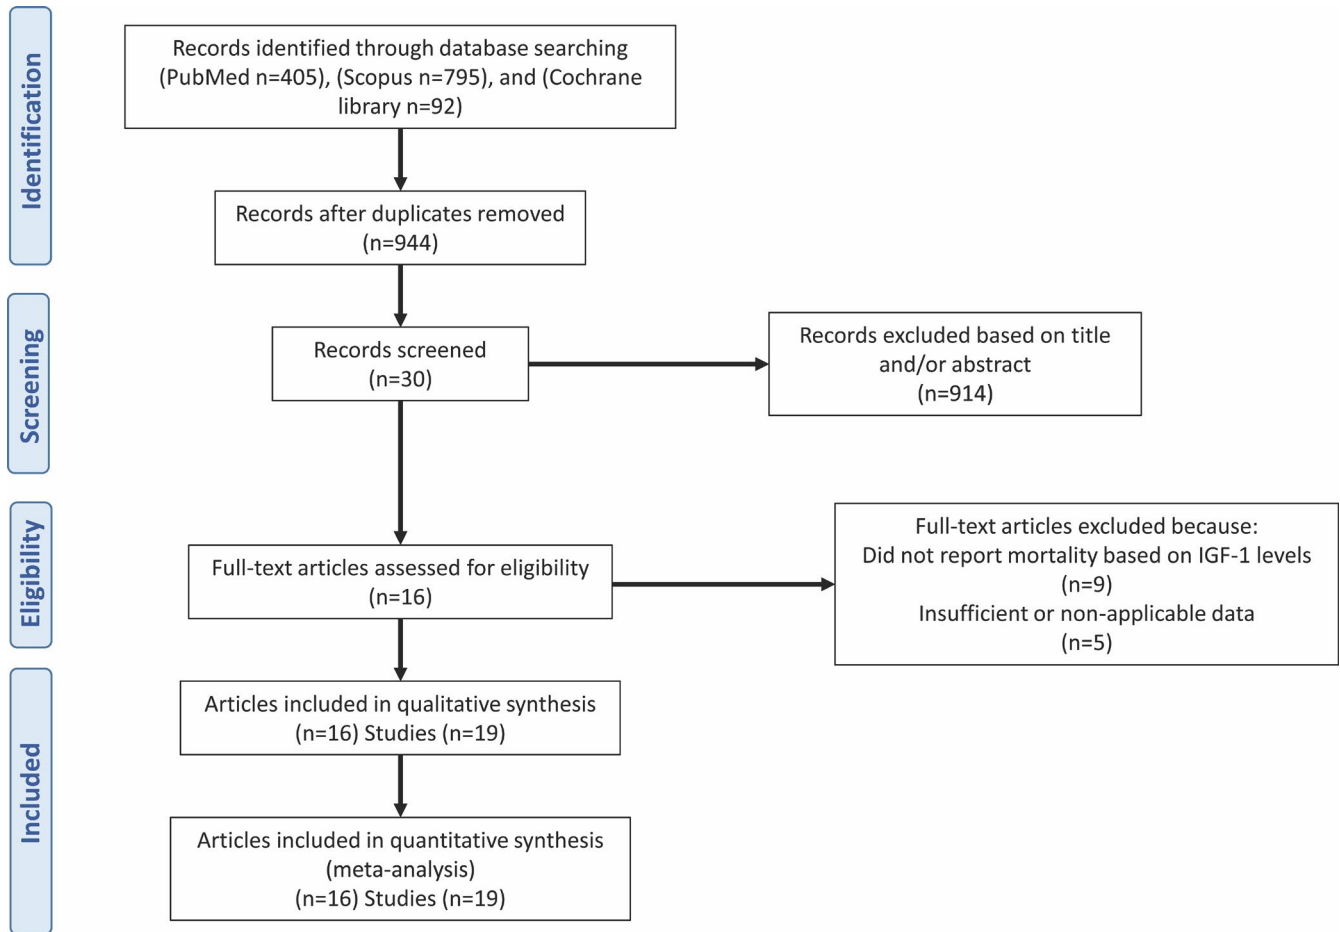 Identification
Records identified through database searching
(PubMed n=405), (Scopus n=795), and (Cochrane
library n=92)
Records after duplicates removed
(n=944)
Screening
Records screened
(n=30)
Records excluded based on title
and/or abstract
(n=914)
Eligibility
Full-text articles assessed for eligibility
(n=16)
Full-text articles excluded because:
Did not report mortality based on IGF-1 levels
(n=9)
Insufficient or non-applicable data
(n=5)
Included
Articles included in qualitative synthesis
(n=16) Studies (n=19)
Articles included in quantitative synthesis
(meta-analysis)
(n=16) Studies (n=19)